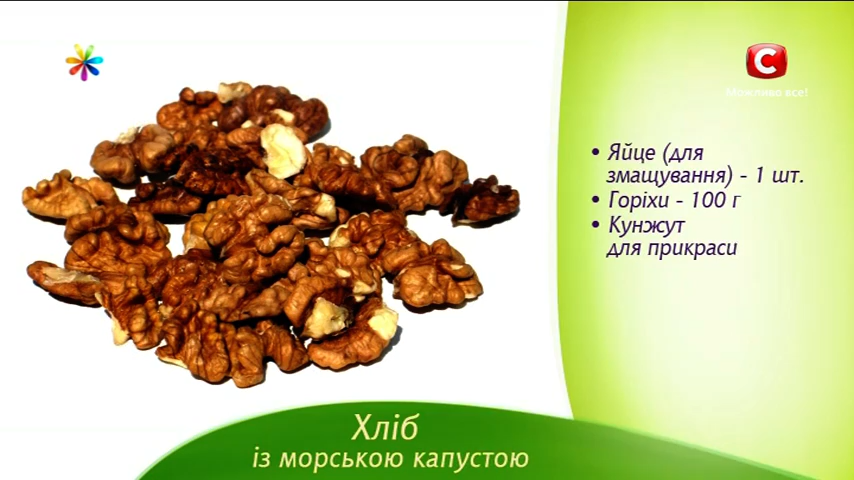 С
Можливо все!
• Яйце (для
змащування) - 1 шт.
• Горіхи - 100 г
• Кунжут
для прикраси
Хліб
із морською капустою